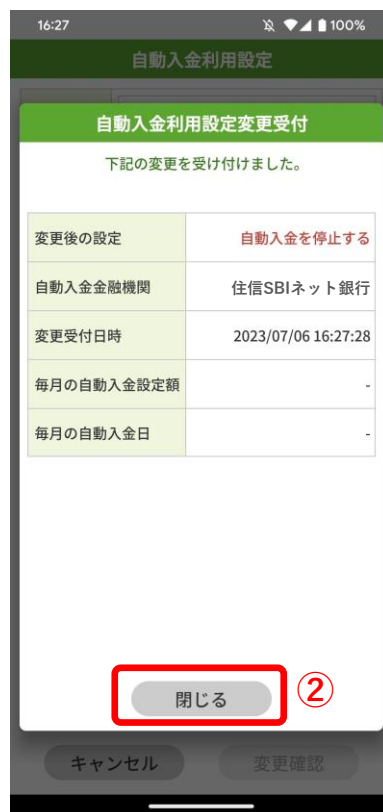 16:27 100%
自動入金利用設定
自動入金利用設定変更受付
下記の変更を受け付けました。
変更後の設定 自動入金を停止する
自動入金金融機関 住信SBIネット銀行
変更受付日時 2023/07/06 16:27:28
毎月の自動入金設定額 -
毎月の自動入金日 -
閉じる ②
キャンセル 変更確認